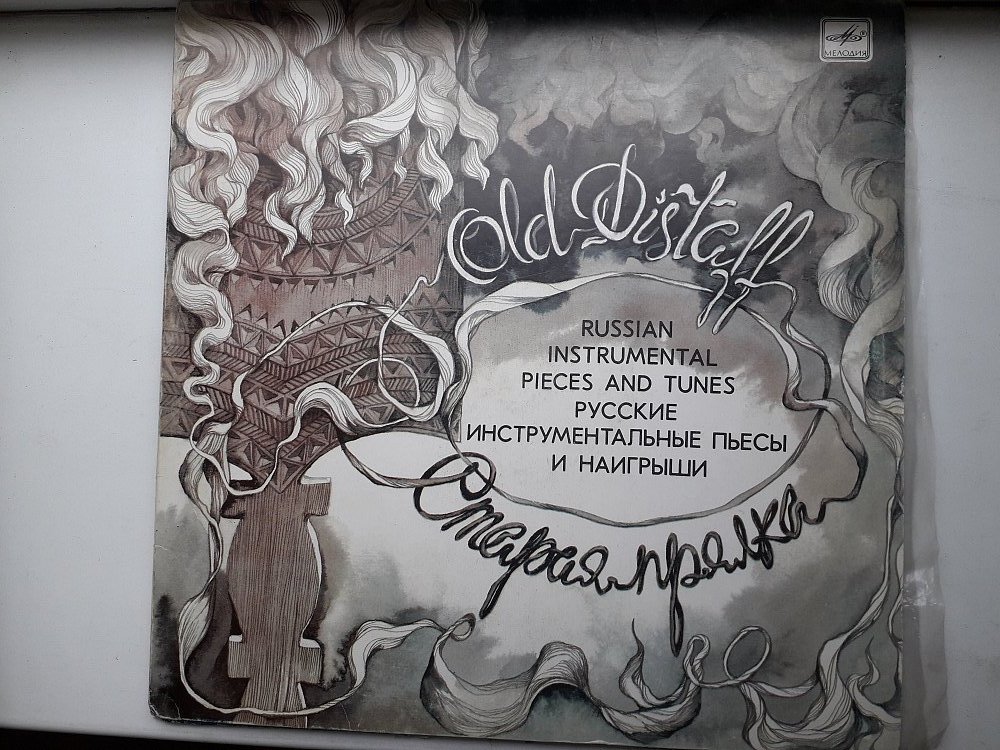 МЕЛОДИЯ
Old Distaff
RUSSIAN
INSTRUMENTAL
PIECES AND TUNES
РУССКИЕ
ИНСТРУМЕНТАЛЬНЫЕ ПЬЕСЫ
И НАИГРЫШИ
Старая прялка